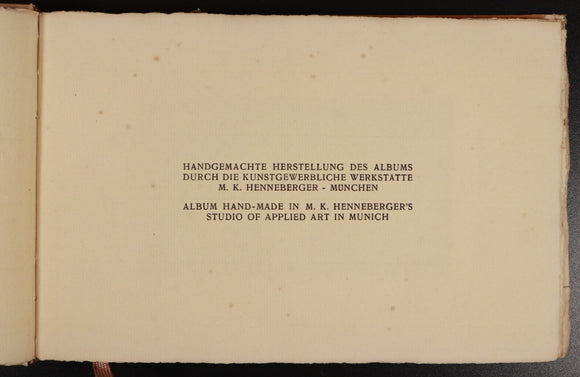 HANDGEMACHTE HERSTELLUNG DES ALBUMS
DURCH DIE KUNSTGEWERBLICHE WERKSTATTE
M. K. HENNEBERGER - MÜNCHEN
ALBUM HAND-MADE IN M. K. HENNEBERGER'S
STUDIO OF APPLIED ART IN MUNICH